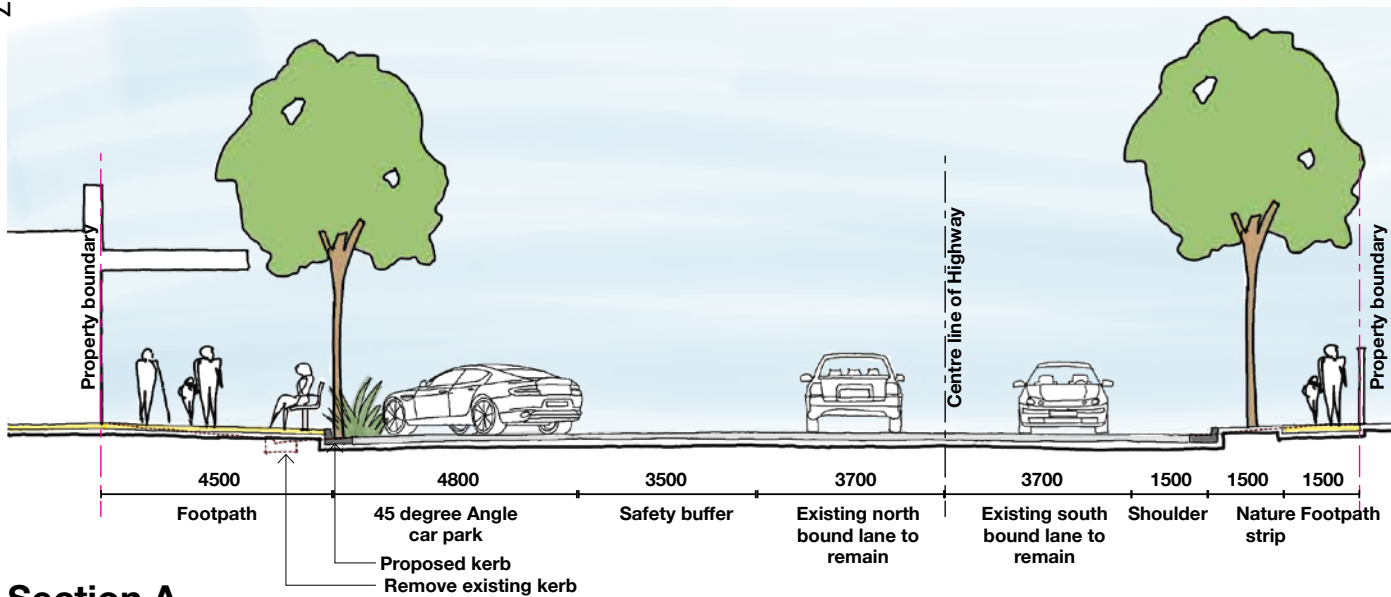 Property boundary
Centre line of Highway
Property boundary
4500
4800
3500
3700
3700
1500
1500
1500
Footpath
45 degree Angle
car park
Safety buffer
Existing north
bound lane to
remain
Existing south
bound lane to
remain
Shoulder
Nature
strip
Footpath
Proposed kerb
Remove existing kerb
Section A